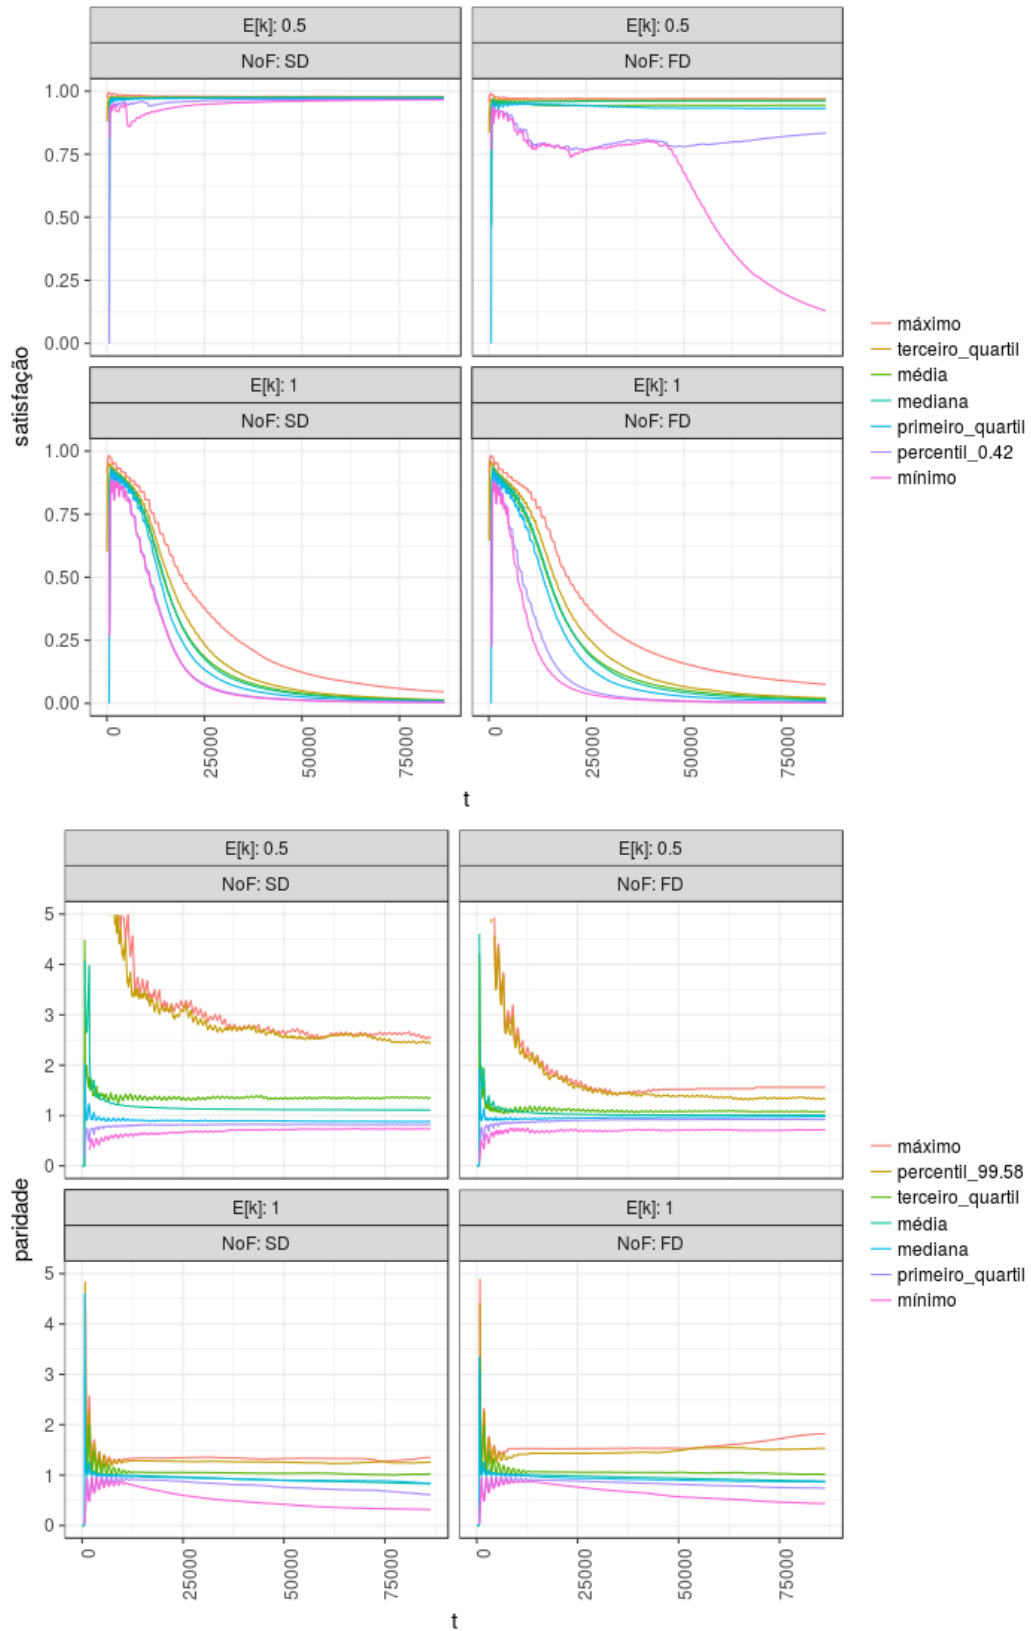 E[k]: 0.5
E[k]: 0.5
NoF: SD
NoF: FD
1.00
0.75
0.50
0.25
0.00
E[k]: 1
E[k]: 1
NoF: SD
NoF: FD
1.00
0.75
0.50
0.25
0.00
satisfação
0
25000
50000
75000
0
25000
50000
75000
t
máximo
terceiro_quartil
média
mediana
primeiro_quartil
percentil_0.42
mínimo
E[k]: 0.5
E[k]: 0.5
NoF: SD
NoF: FD
5
4
3
2
1
0
E[k]: 1
E[k]: 1
NoF: SD
NoF: FD
5
4
3
2
1
0
paridade
0
25000
50000
75000
0
25000
50000
75000
t
máximo
percentil_99.58
terceiro_quartil
média
mediana
primeiro_quartil
mínimo